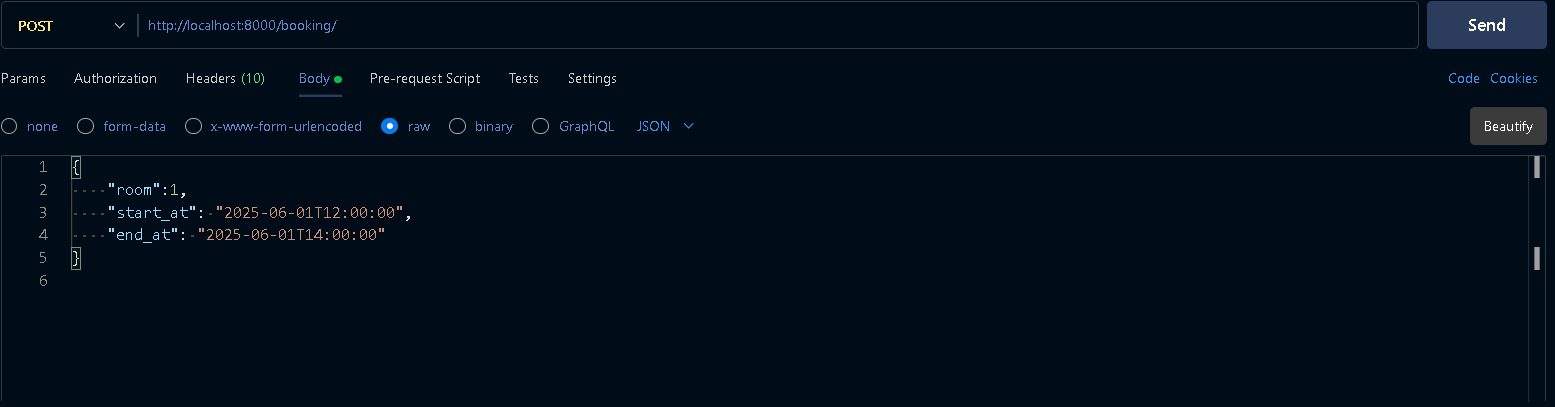 POST http://localhost:8000/booking/ Send
Params Authorization Headers (10) Body Pre-request Script Tests Settings Code Cookies
none form-data x-www-form-urlencoded raw binary GraphQL JSON Beautify
1 {
2 "room":1,
3 "start_at": "2025-06-01T12:00:00",
4 "end_at": "2025-06-01T14:00:00"
5 }
6